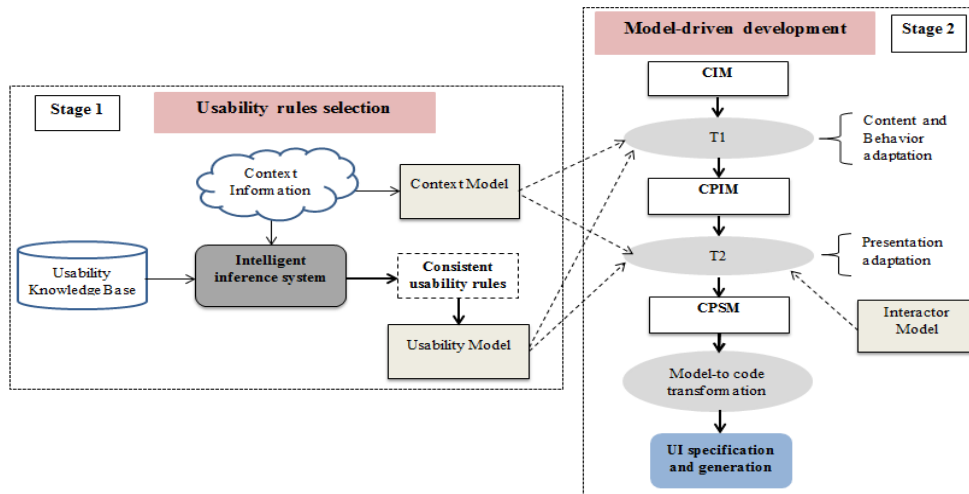 Stage 1
Usability rules selection
Context
Information
Context Model
Usability
Knowledge Base
Intelligent
inference system
Consistent
usability rules
Usability Model
Model-driven development
Stage 2
CIM
T1
Content and
Behavior
adaptation
CPIM
T2
Presentation
adaptation
CPSM
Interactor
Model
Model-to code
transformation
UI specification
and generation